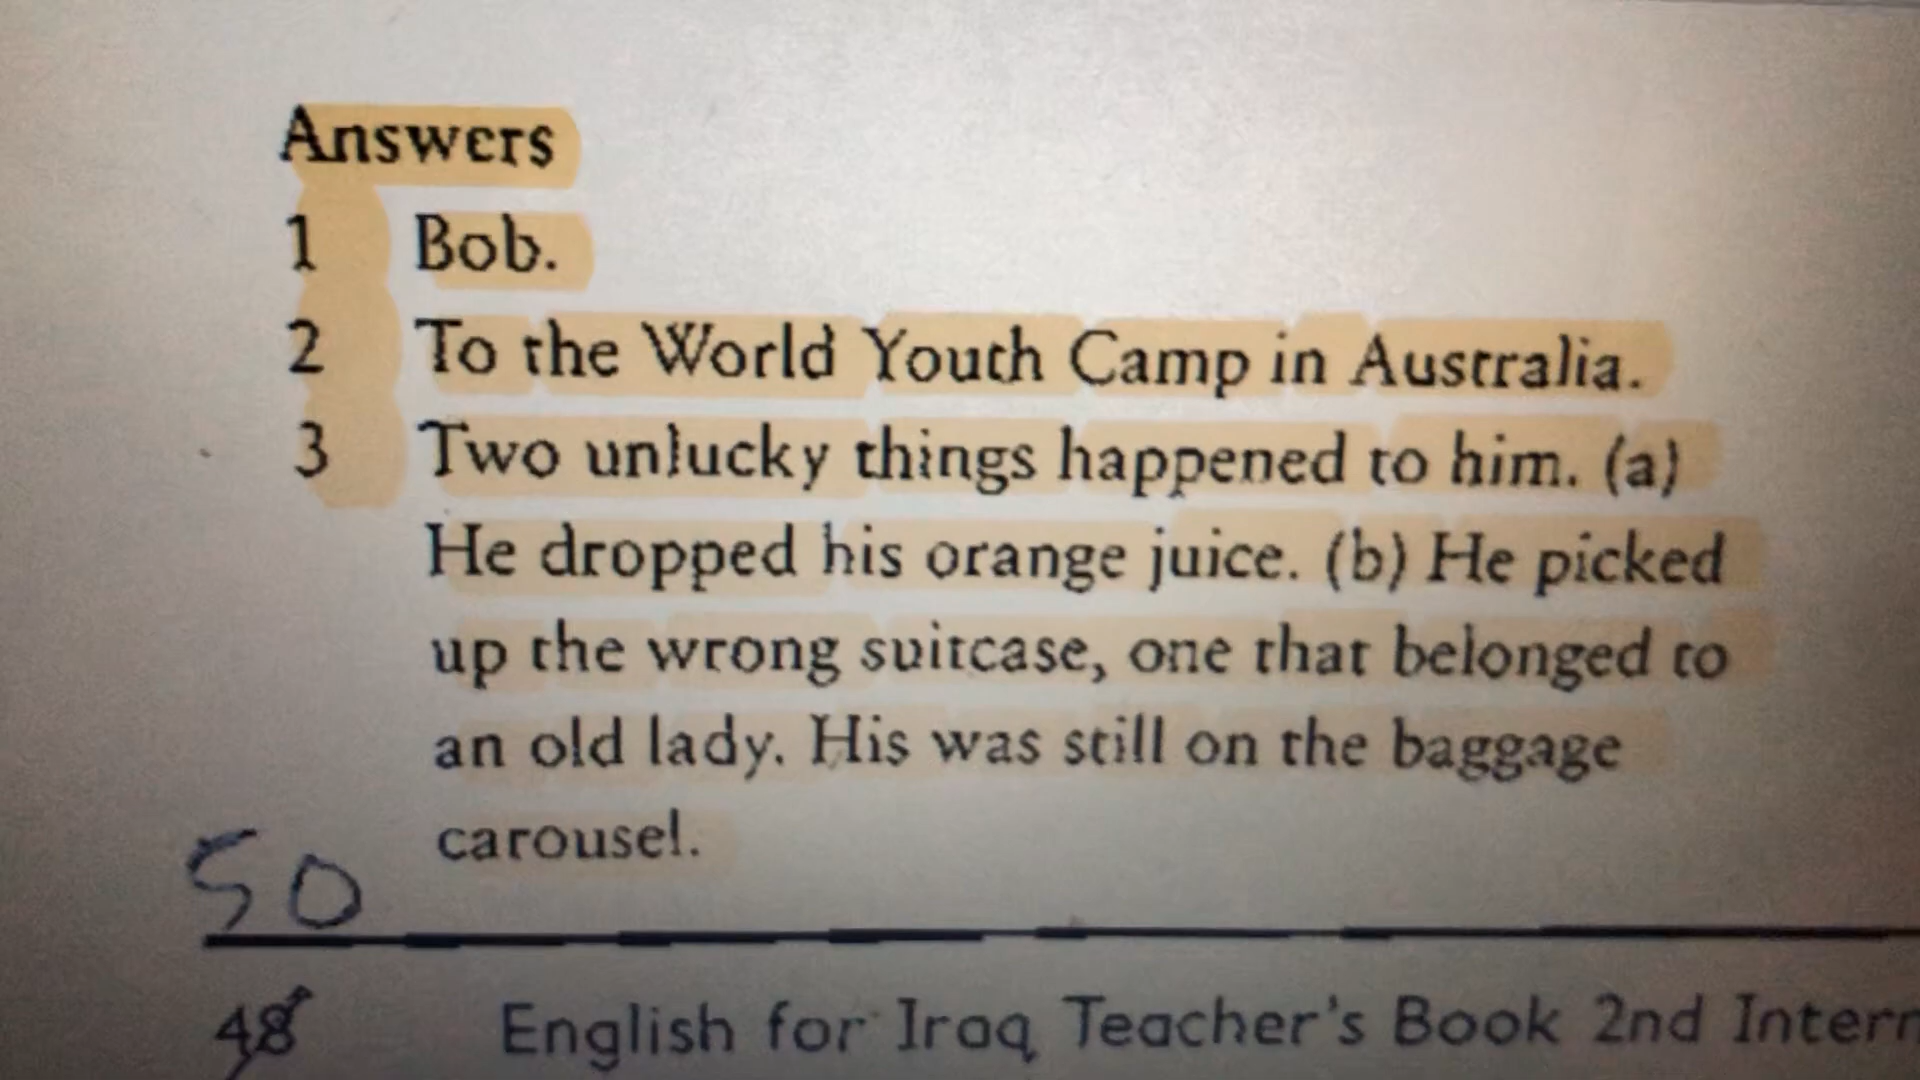 Answers
1 Bob.
2 To the World Youth Camp in Australia.
3 Two unlucky things happened to him. (a)
He dropped his orange juice. (b) He picked
up the wrong suitcase, one that belonged to
an old lady. His was still on the baggage
carousel.
50
48 English for Iraq Teacher's Book 2nd Intern